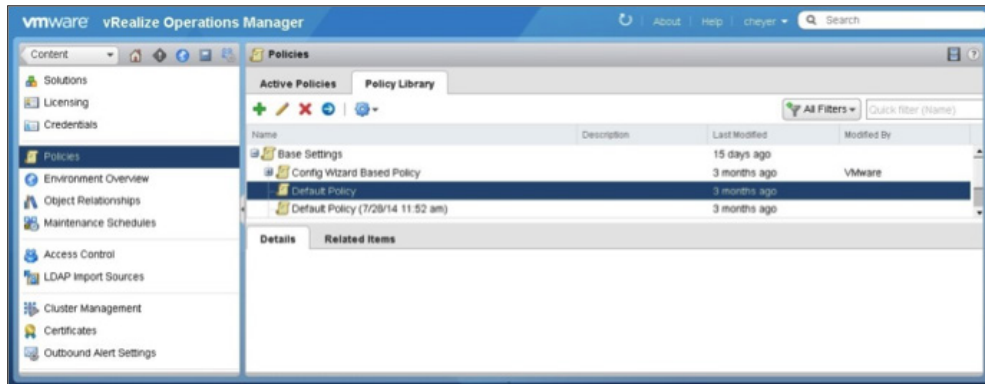 vmware vRealize Operations Manager About Help cheyer Search
Content
Solutions
Licensing
Credentials
Policies
Environment Overview
Object Relationships
Maintenance Schedules
Access Control
LDAP Import Sources
Cluster Management
Certificates
Outbound Alert Settings
Policies
Active Policies Policy Library
All Filters Quick filter (Name)
Name Description Last Modified Modified By
Base Settings 15 days ago
Config Wizard Based Policy 3 months ago VMware
Default Policy 3 months ago
Default Policy (7/28/14 11:52 am) 3 months ago
Details Related Items